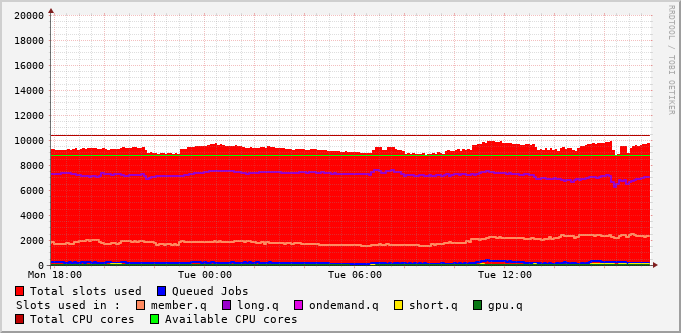 RRDTOOL / TOBI OETIKER
20000
18000
16000
14000
12000
10000
8000
6000
4000
2000
0
Mon 18:00 Tue 00:00 Tue 06:00 Tue 12:00
Total slots used Queued Jobs
Slots used in : member.q long.q ondemand.q short.q gpu.q
Total CPU cores Available CPU cores